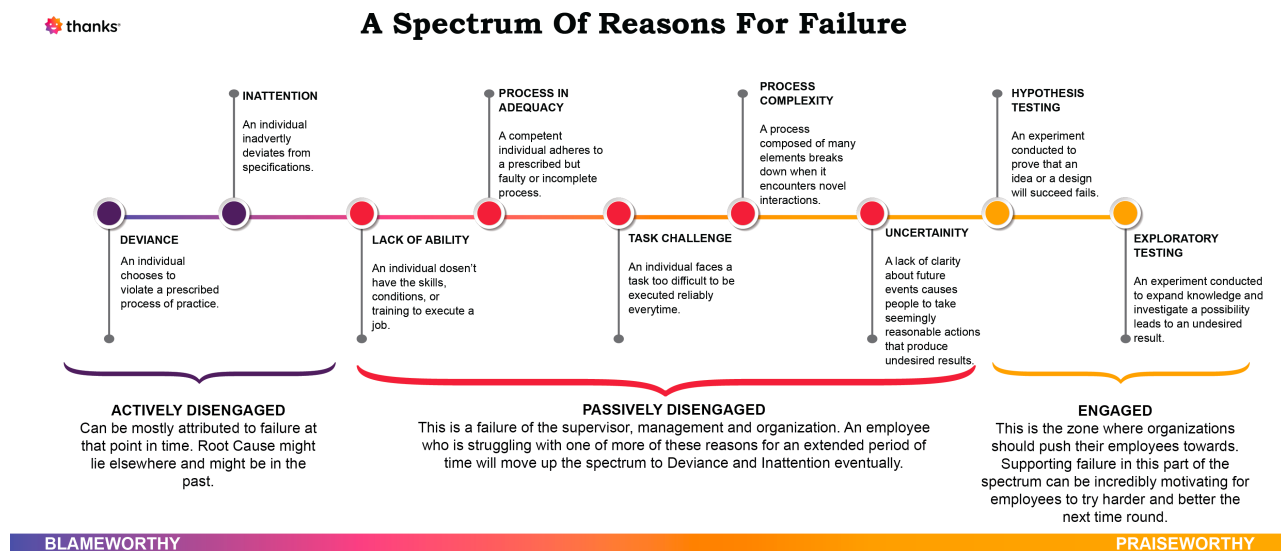 thanks
A Spectrum Of Reasons For Failure
INATTENTION
An individual
inadvertly
deviates from
specifications.
PROCESS IN
ADEQUACY
A competent
individual adheres to
a prescribed but
faulty or incomplete
process.
PROCESS
COMPLEXITY
A process
composed of many
elements breaks
down when it
encounters novel
interactions.
HYPOTHESIS
TESTING
An experiment
conducted to
prove that an
idea or a design
will succeed fails.
DEVIANCE
An individual
chooses to
violate a prescribed
process of practice.
LACK OF ABILITY
An individual dosen't
have the skills,
conditions, or
training to execute a
job.
TASK CHALLENGE
An individual faces a
task too difficult to be
executed reliably
everytime.
UNCERTAINITY
A lack of clarity
about future
events causes
people to take
seemingly
reasonable actions
that produce
undesired results.
EXPLORATORY
TESTING
An experiment conducted
to expand knowledge and
investigate a possibility
leads to an undesired
result.
ACTIVELY DISENGAGED
Can be mostly attributed to failure at
that point in time. Root Cause might
lie elsewhere and might be in the
past.
PASSIVELY DISENGAGED
This is a failure of the supervisor, management and organization. An employee
who is struggling with one of more of these reasons for an extended period of
time will move up the spectrum to Deviance and Inattention eventually.
ENGAGED
This is the zone where organizations
should push their employees towards.
Supporting failure in this part of the
spectrum can be incredibly motivating for
employees to try harder and better the
next time round.
BLAMEWORTHY
PRAISEWORTHY